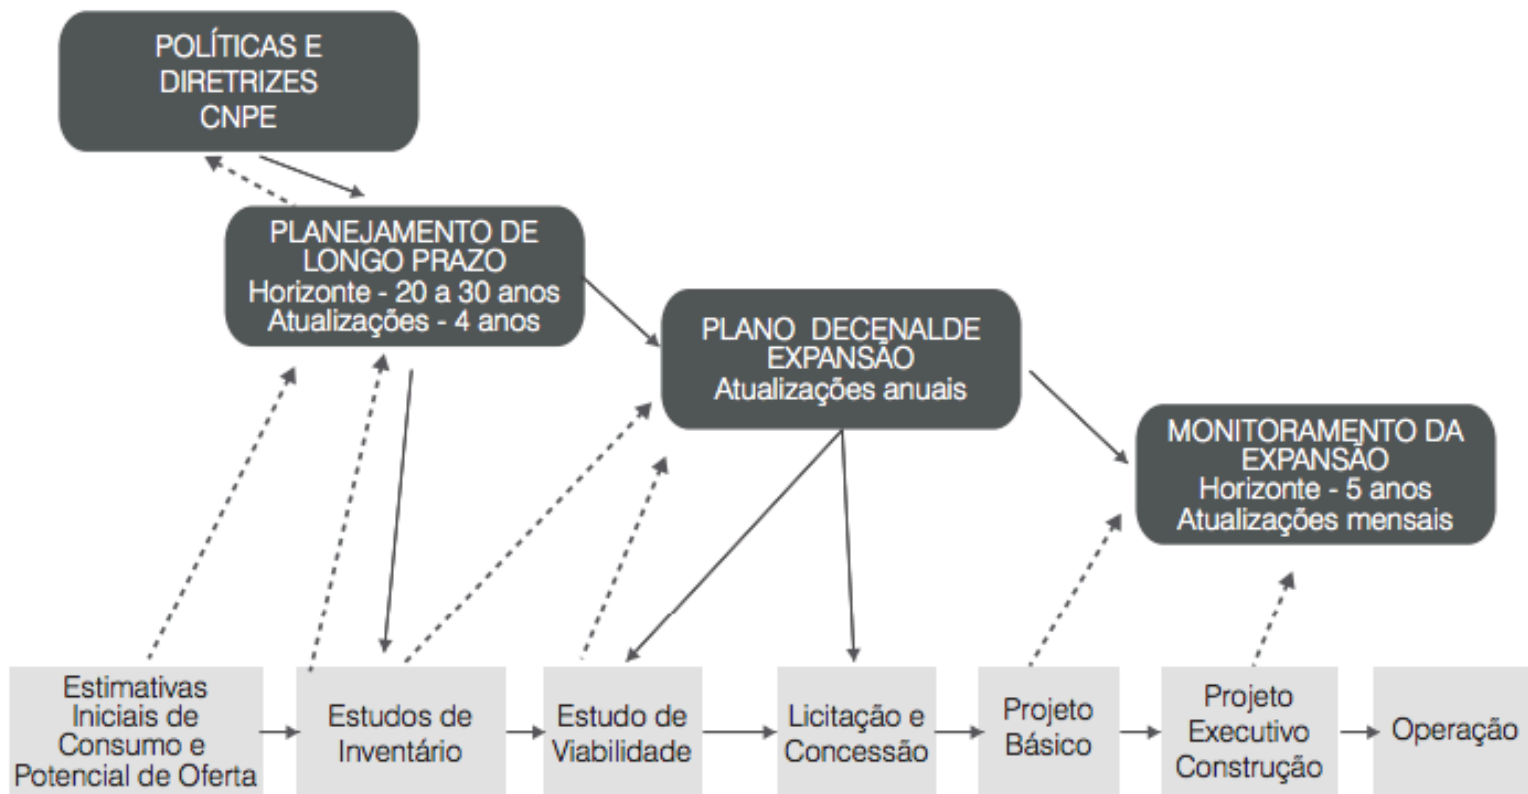 POLÍTICAS E
DIRETRIZES
CNPE
PLANEJAMENTO DE
LONGO PRAZO
Horizonte - 20 a 30 anos
Atualizações - 4 anos
PLANO DECENALDE
EXPANSÃO
Atualizações anuais
MONITORAMENTO DA
EXPANSÃO
Horizonte - 5 anos
Atualizações mensais
Estimativas
Iniciais de
Consumo e
Potencial de Oferta
Estudos de
Inventário
Estudo de
Viabilidade
Licitação e
Concessão
Projeto
Básico
Projeto
Executivo
Construção
Operação